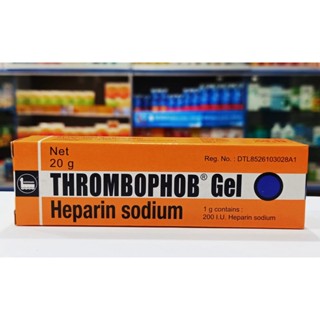 Net
20 g
Reg. No. : DTL8526103028A1
THROMBOPHOB® Gel
Heparin sodium
1 g contains :
200 I.U. Heparin sodium